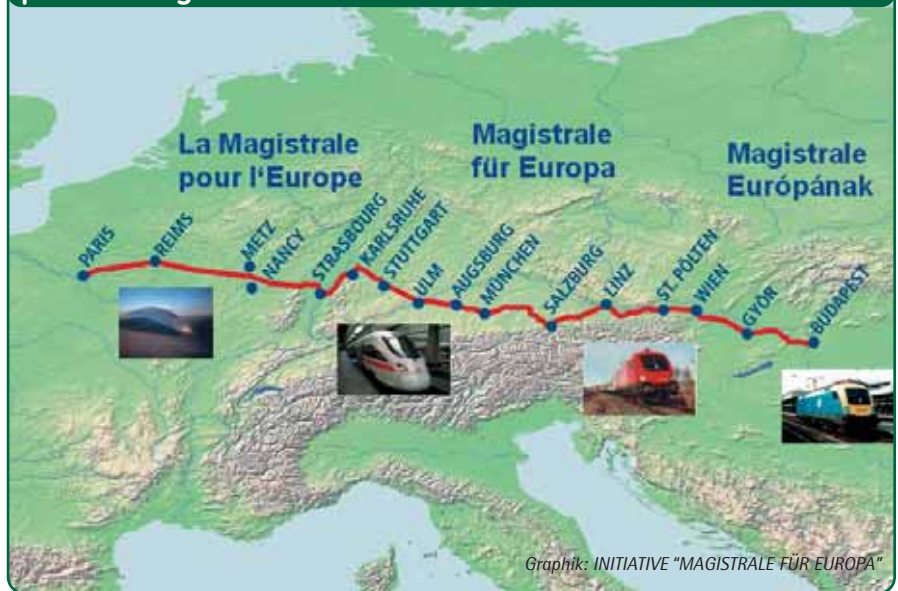 La Magistrale
pour l'Europe
Magistrale
für Europa
Magistrale
Európának
PARIS
REIMS
METZ
NANCY
STRASBOURG
KARLSRUHE
STUTTGART
ULM
AUGSBURG
MÜNCHEN
SALZBURG
LINZ
ST. PÖLTEN
WIEN
GYÖR
BUDAPEST
Graphik: INITIATIVE "MAGISTRALE FÜR EUROPA"